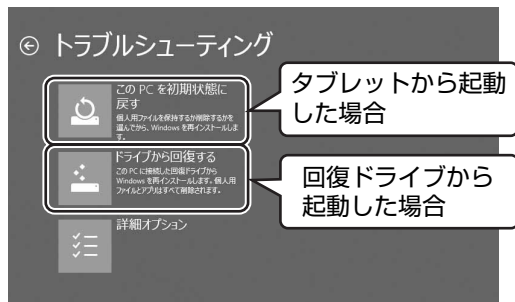 トラブルシューティング
この PC を初期状態に
戻す
個人用ファイルを保持するか削除するかを
選んでから、Windows を再インストールしま
す。
タブレットから起動
した場合
ドライブから回復する
この PC に接続した回復ドライブから
Windows を再インストールします。個人用
ファイルとアプリはすべて削除されます。
回復ドライブから
起動した場合
詳細オプション